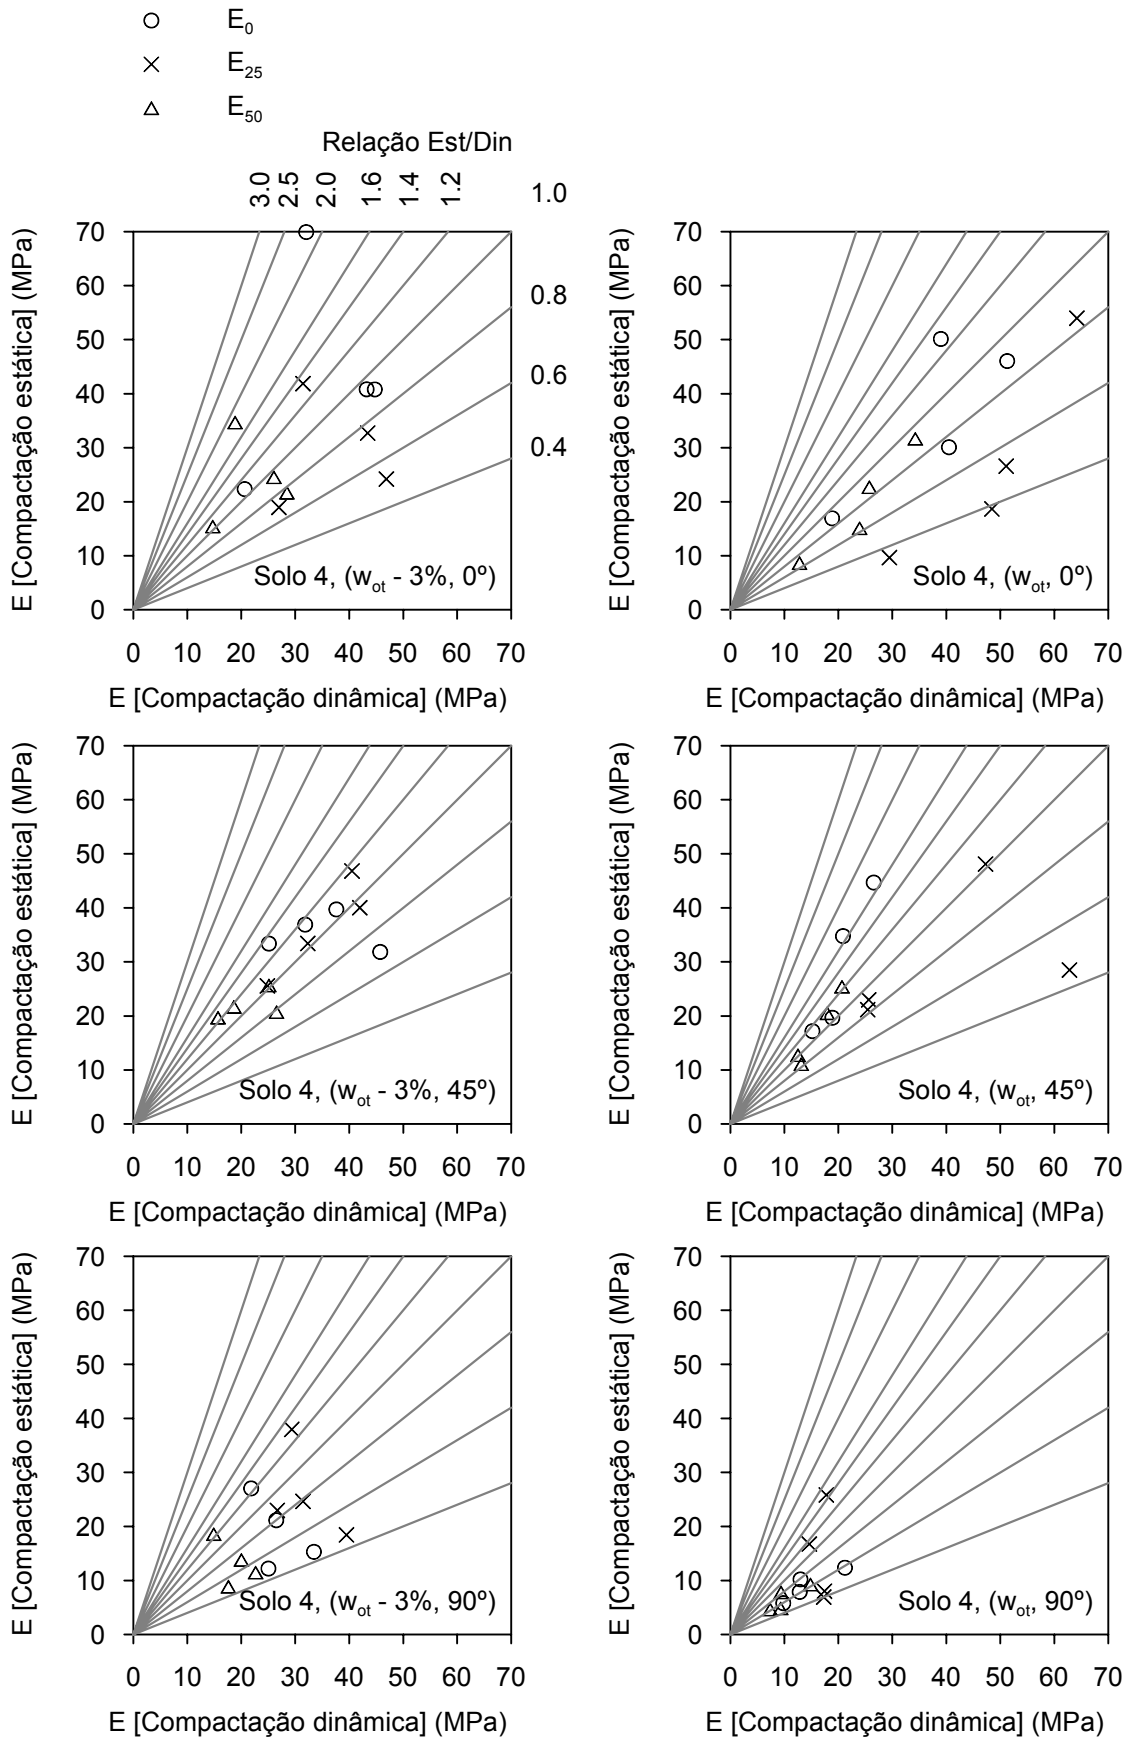 E₀
E₂₅
E₅₀
Relação Est/Din
3.0 2.5 2.0 1.6 1.4 1.2 1.0
0.8
0.6
0.4
E [Compactação estática] (MPa)
70
60
50
40
30
20
10
0
Solo 4, (wₒₜ - 3%, 0º)
0 10 20 30 40 50 60 70
E [Compactação dinâmica] (MPa)
E [Compactação estática] (MPa)
70
60
50
40
30
20
10
0
Solo 4, (wₒₜ, 0º)
0 10 20 30 40 50 60 70
E [Compactação dinâmica] (MPa)
E [Compactação estática] (MPa)
70
60
50
40
30
20
10
0
Solo 4, (wₒₜ - 3%, 45º)
0 10 20 30 40 50 60 70
E [Compactação dinâmica] (MPa)
E [Compactação estática] (MPa)
70
60
50
40
30
20
10
0
Solo 4, (wₒₜ, 45º)
0 10 20 30 40 50 60 70
E [Compactação dinâmica] (MPa)
E [Compactação estática] (MPa)
70
60
50
40
30
20
10
0
Solo 4, (wₒₜ - 3%, 90º)
0 10 20 30 40 50 60 70
E [Compactação dinâmica] (MPa)
E [Compactação estática] (MPa)
70
60
50
40
30
20
10
0
Solo 4, (wₒₜ, 90º)
0 10 20 30 40 50 60 70
E [Compactação dinâmica] (MPa)